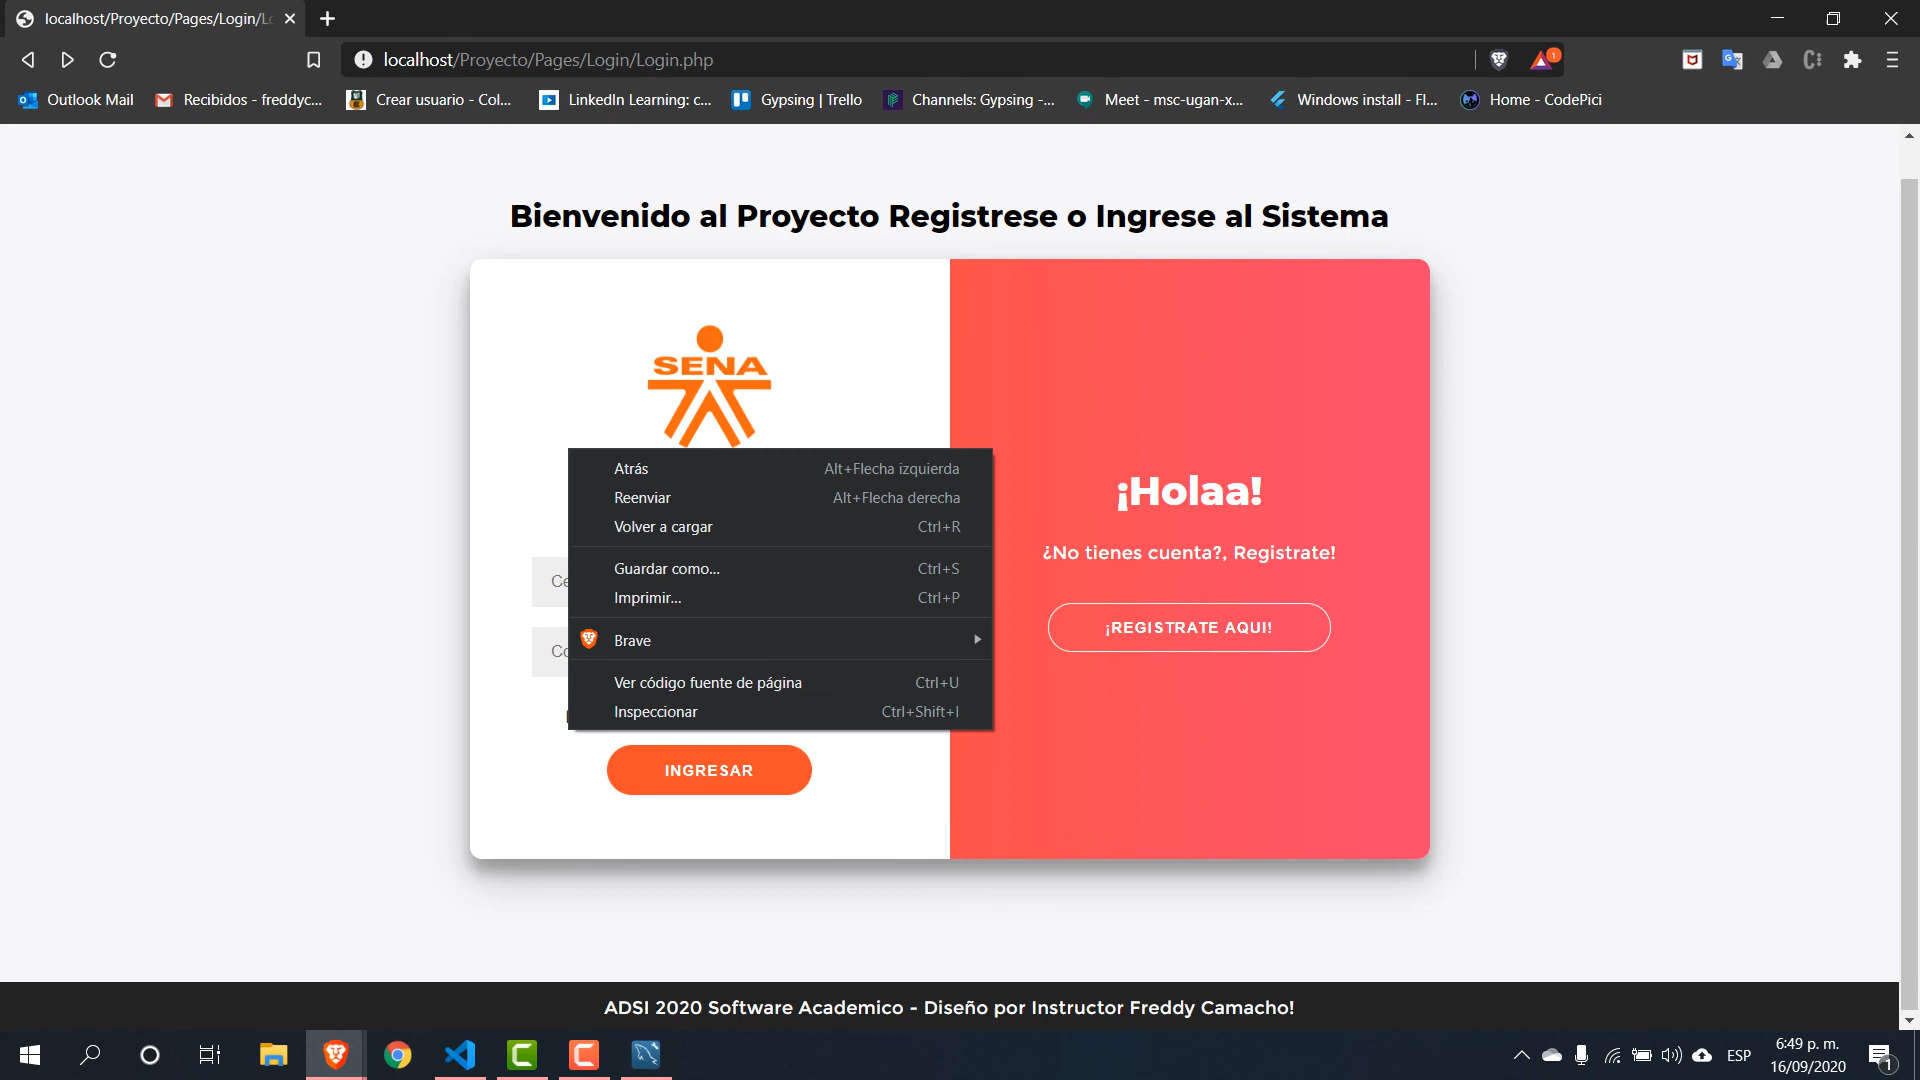 localhost/Proyecto/Pages/Login/L
localhost/Proyecto/Pages/Login/Login.php
1
Outlook Mail
Recibidos - freddyc...
Crear usuario - Col...
LinkedIn Learning: c...
Gypsing | Trello
Channels: Gypsing -...
Meet - msc-ugan-x...
Windows install - Fl...
Home - CodePici
Bienvenido al Proyecto Registrese o Ingrese al Sistema
SENA
Atrás Alt+Flecha izquierda
Reenviar Alt+Flecha derecha
Volver a cargar Ctrl+R
Guardar como... Ctrl+S
Imprimir... Ctrl+P
Brave
Ver código fuente de página Ctrl+U
Inspeccionar Ctrl+Shift+I
Ce
Co
INGRESAR
¡Holaa!
¿No tienes cuenta?, Registrate!
¡REGISTRATE AQUI!
ADSI 2020 Software Academico - Diseño por Instructor Freddy Camacho!
ESP
6:49 p. m.
16/09/2020
1